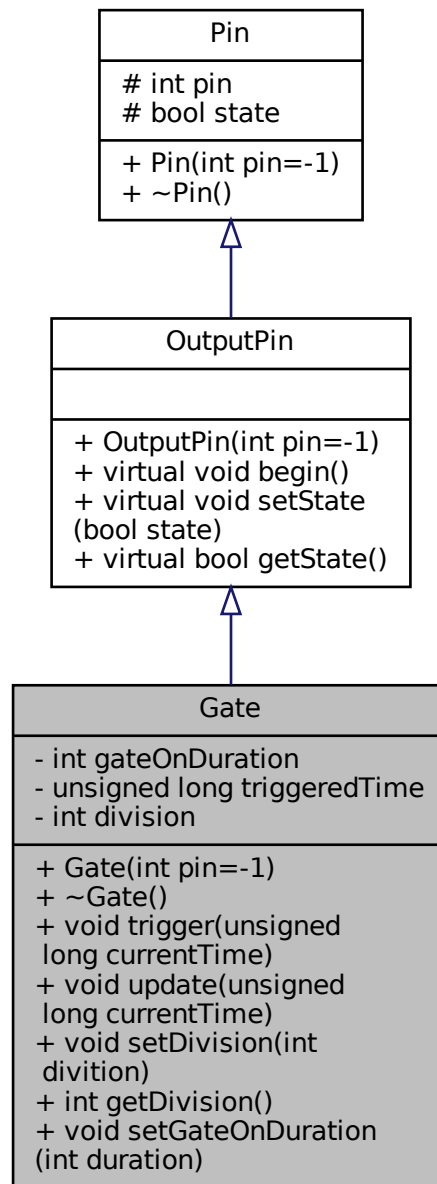 Pin
# int pin
# bool state
+ Pin(int pin=-1)
+ ~Pin()
OutputPin
+ OutputPin(int pin=-1)
+ virtual void begin()
+ virtual void setState
(bool state)
+ virtual bool getState()
Gate
- int gateOnDuration
- unsigned long triggeredTime
- int division
+ Gate(int pin=-1)
+ ~Gate()
+ void trigger(unsigned
long currentTime)
+ void update(unsigned
long currentTime)
+ void setDivision(int
divition)
+ int getDivision()
+ void setGateOnDuration
(int duration)